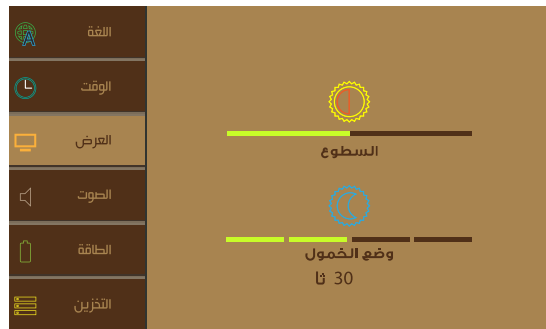 اللغة
الوقت
العرض
الصوت
الطاقة
التخزين
السطوع
وضع الخمول
30 ثا